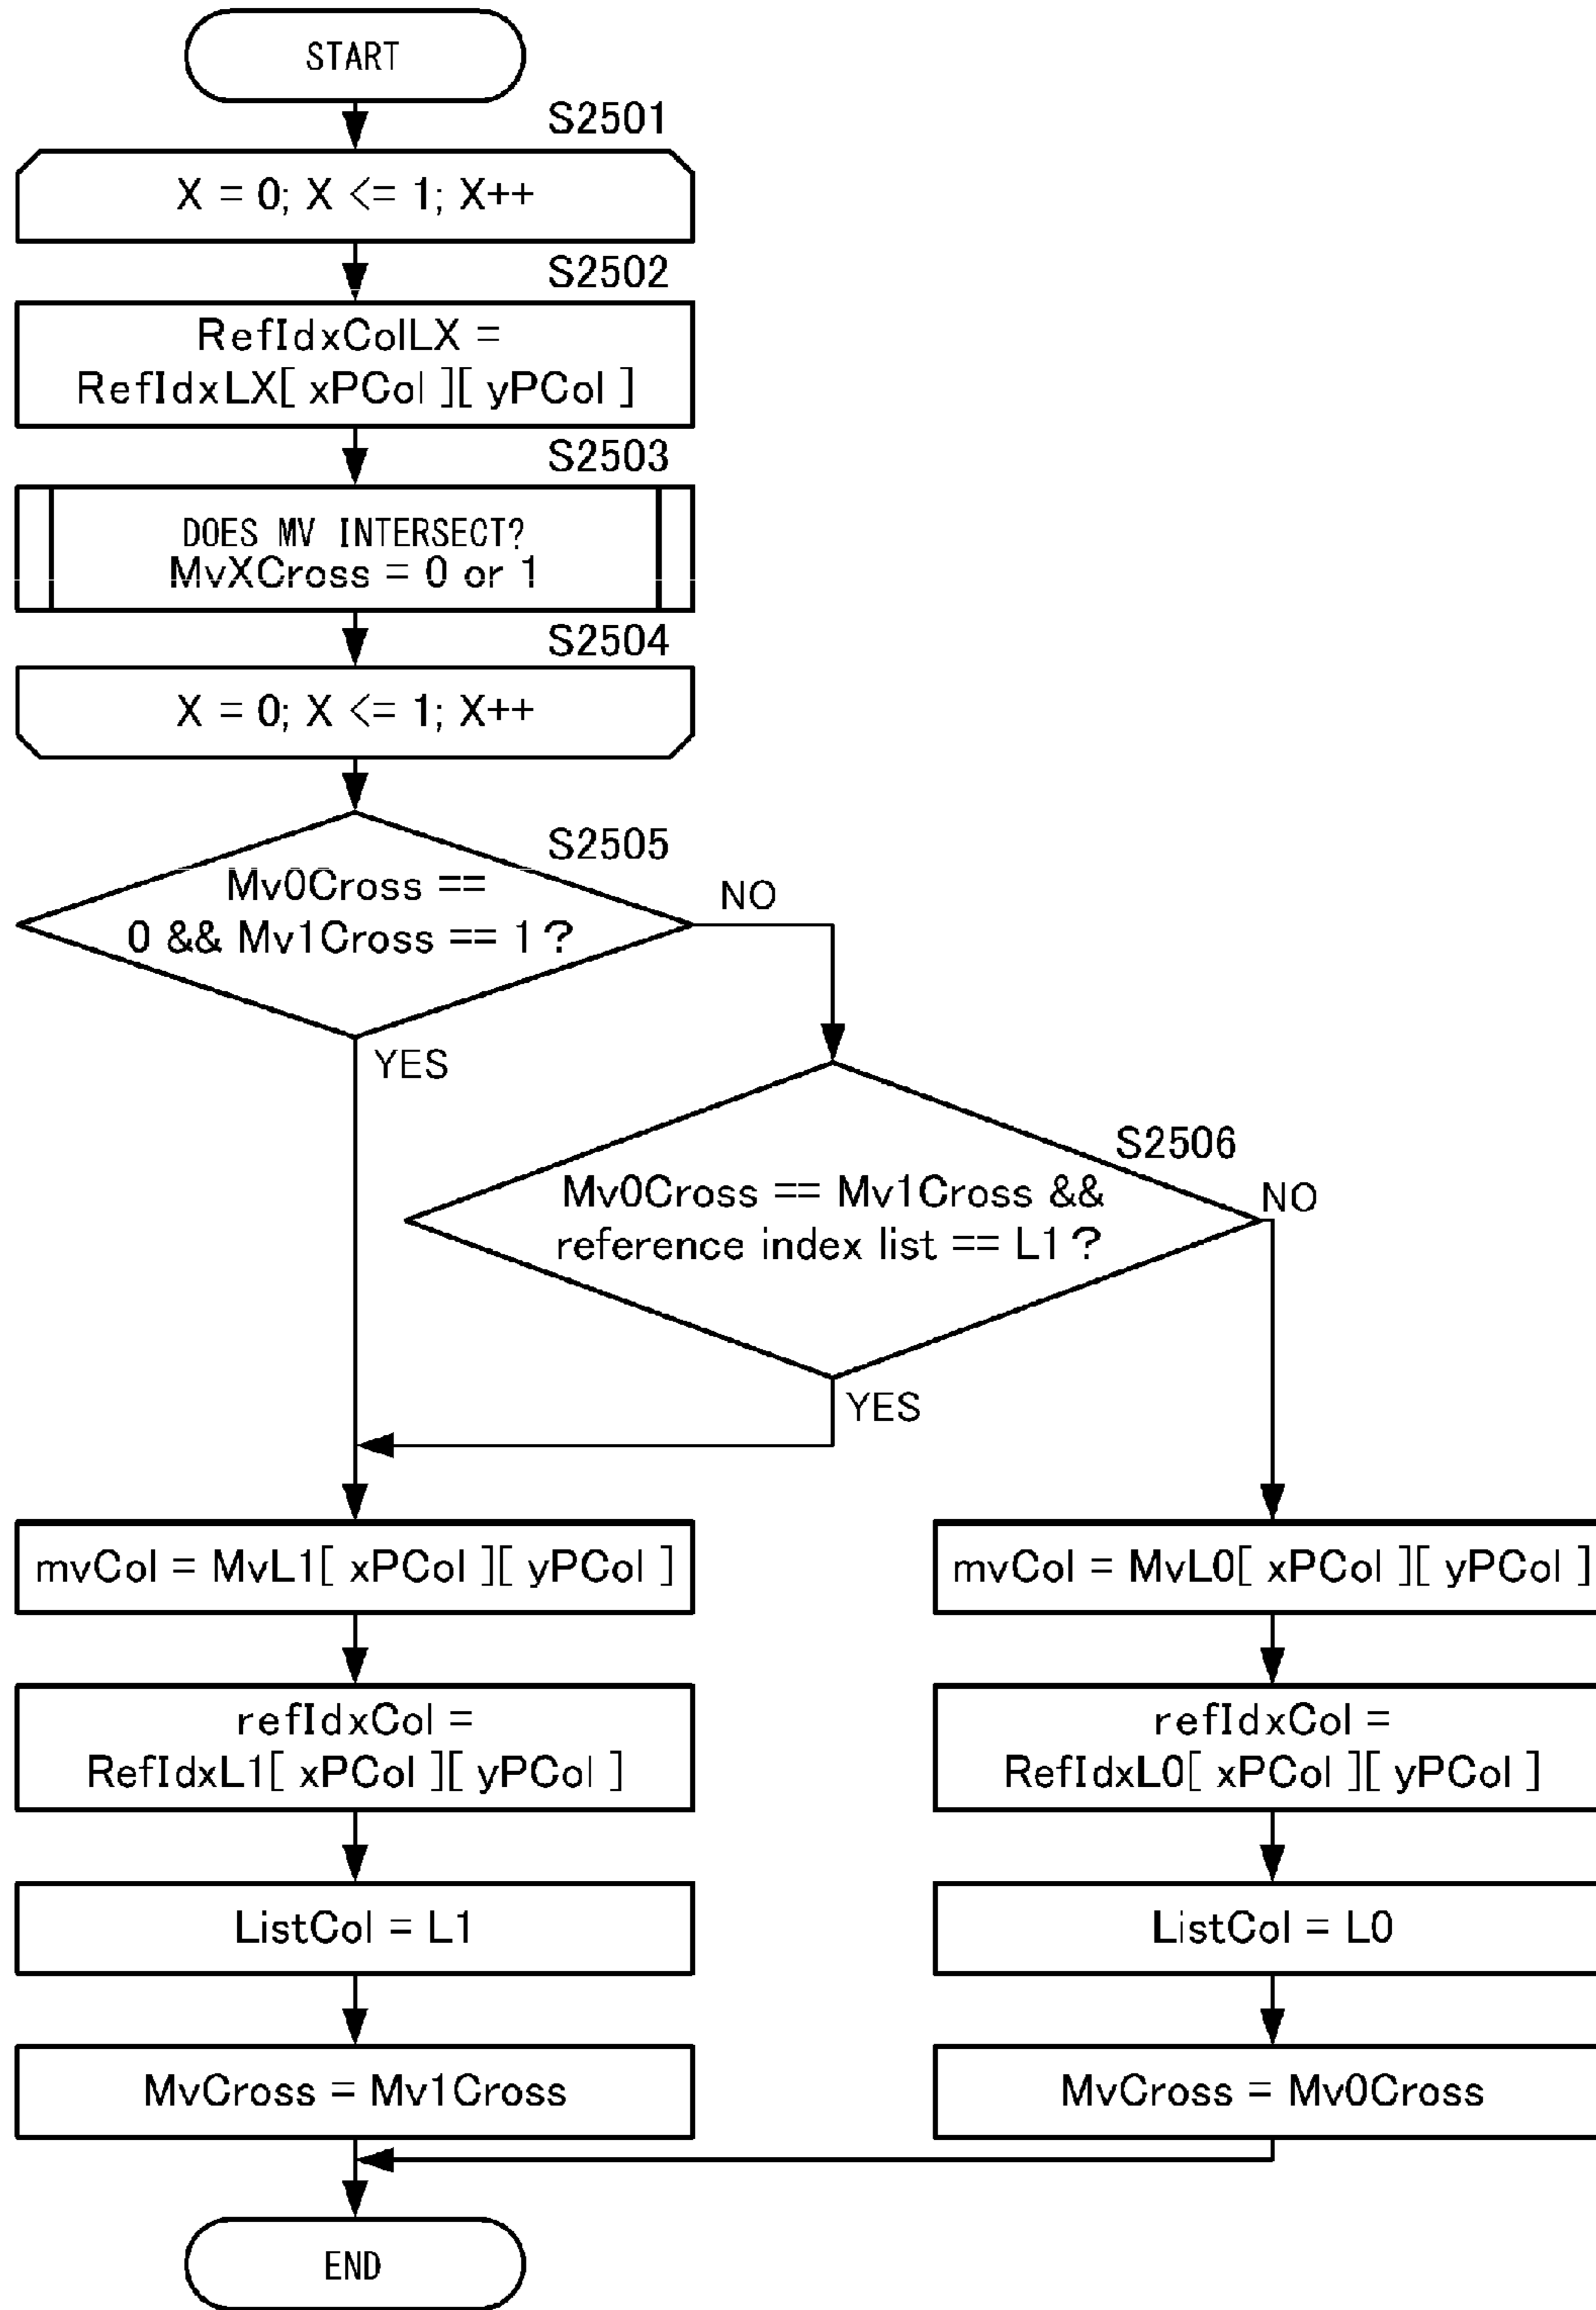 START
S2501
X = 0; X <= 1; X++
S2502
RefIdxColLX =
RefIdxLX[ xPCol ][ yPCol ]
S2503
DOES MV INTERSECT?
MvXCross = 0 or 1
S2504
X = 0; X <= 1; X++
S2505
Mv0Cross ==
0 && Mv1Cross == 1 ?
NO
YES
S2506
Mv0Cross == Mv1Cross &&
reference index list == L1 ?
NO
YES
mvCol = MvL1[ xPCol ][ yPCol ]
refIdxCol =
RefIdxL1[ xPCol ][ yPCol ]
ListCol = L1
MvCross = Mv1Cross
mvCol = MvL0[ xPCol ][ yPCol ]
refIdxCol =
RefIdxL0[ xPCol ][ yPCol ]
ListCol = L0
MvCross = Mv0Cross
END